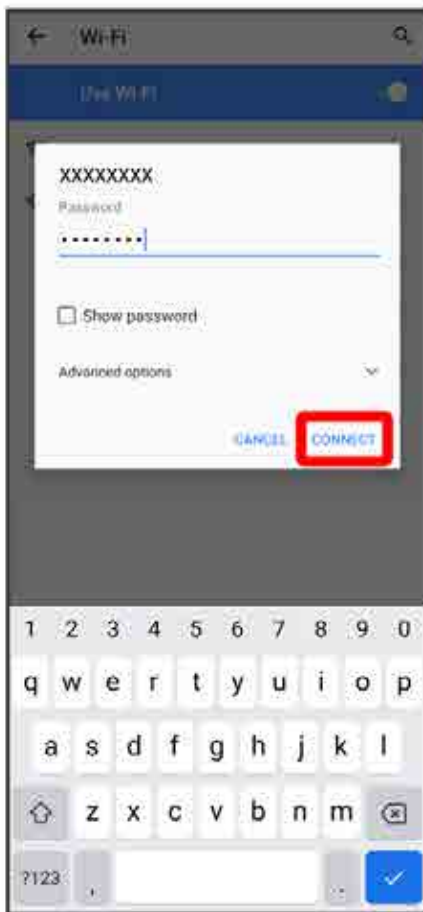 Wi-Fi
Use Wi-Fi
XXXXXXXX
Password
••••••••
Show password
Advanced options
CANCEL CONNECT
1 2 3 4 5 6 7 8 9 0
q w e r t y u i o p
a s d f g h j k l
z x c v b n m
?123 , .